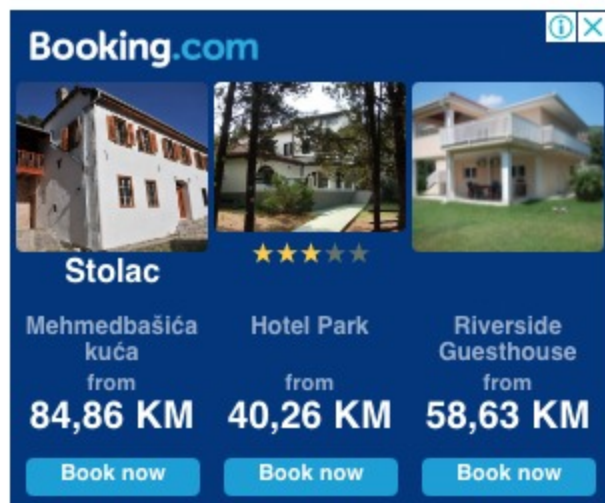 Booking.com
Stolac
Mehmedbašića
kuća
from
84,86 KM
Book now
Hotel Park
from
40,26 KM
Book now
Riverside
Guesthouse
from
58,63 KM
Book now